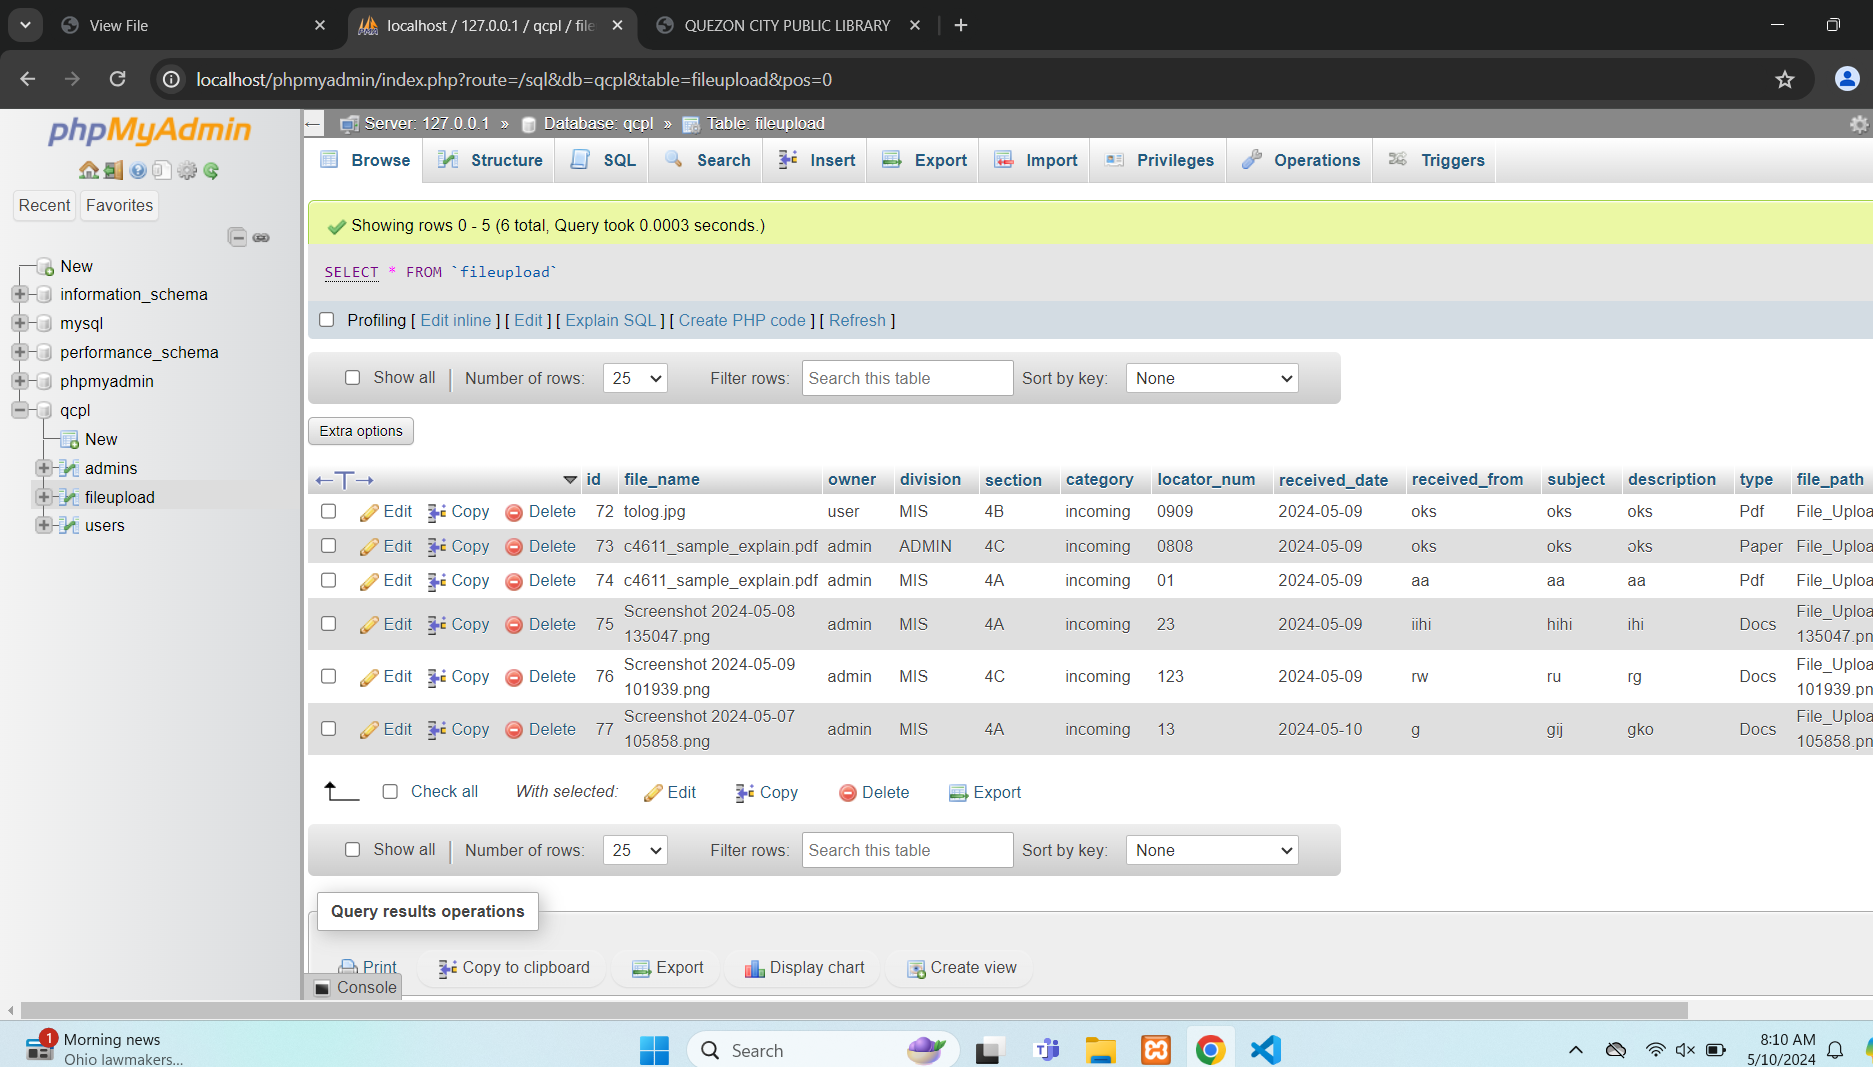 View File
localhost / 127.0.0.1 / qcpl / file
QUEZON CITY PUBLIC LIBRARY
localhost/phpmyadmin/index.php?route=/sql&db=qcpl&table=fileupload&pos=0
phpMyAdmin
Recent Favorites
New
information_schema
mysql
performance_schema
phpmyadmin
qcpl
New
admins
fileupload
users
Server: 127.0.0.1 » Database: qcpl » Table: fileupload
Browse Structure SQL Search Insert Export Import Privileges Operations Triggers
Showing rows 0 - 5 (6 total, Query took 0.0003 seconds.)
SELECT * FROM `fileupload`
Profiling [ Edit inline ] [ Edit ] [ Explain SQL ] [ Create PHP code ] [ Refresh ]
Show all Number of rows: 25 Filter rows: Search this table Sort by key: None
Extra options
←T→ id file_name owner division section category locator_num received_date received_from subject description type file_path
Edit Copy Delete 72 tolog.jpg user MIS 4B incoming 0909 2024-05-09 oks oks oks Pdf File_Uploa
Edit Copy Delete 73 c4611_sample_explain.pdf admin ADMIN 4C incoming 0808 2024-05-09 oks oks oks Paper File_Uploa
Edit Copy Delete 74 c4611_sample_explain.pdf admin MIS 4A incoming 01 2024-05-09 aa aa aa Pdf File_Uploa
Edit Copy Delete 75 Screenshot 2024-05-08 admin MIS 4A incoming 23 2024-05-09 iihi hihi ihi Docs File_Uploa
135047.png 135047.pn
Edit Copy Delete 76 Screenshot 2024-05-09 admin MIS 4C incoming 123 2024-05-09 rw ru rg Docs File_Uploa
101939.png 101939.pn
Edit Copy Delete 77 Screenshot 2024-05-07 admin MIS 4A incoming 13 2024-05-10 g gij gko Docs File_Uploa
105858.png 105858.pn
Check all With selected: Edit Copy Delete Export
Show all Number of rows: 25 Filter rows: Search this table Sort by key: None
Query results operations
Print Copy to clipboard Export Display chart Create view
Console
1 Morning news
Ohio lawmakers...
Search
8:10 AM
5/10/2024